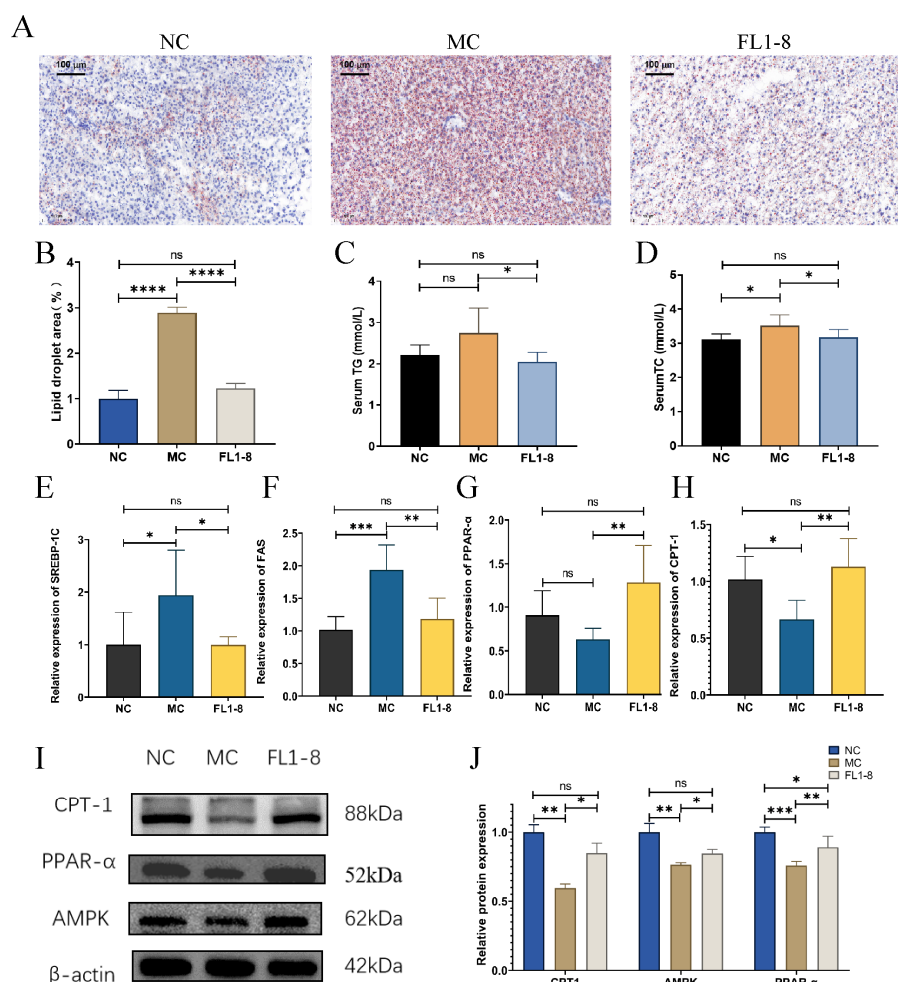 A
NC
MC
FL1-8
100 μm
100 μm
100 μm
B
Lipid droplet area (%)
4
3
2
1
0
ns
****
****
NC
MC
FL1-8
C
Serum TG (mmol/L)
4
3
2
1
0
ns
ns
*
NC
MC
FL1-8
D
SerumTC (mmol/L)
5
4
3
2
1
0
ns
*
*
NC
MC
FL1-8
E
Relative expression of SREBP-1C
4
3
2
1
0
ns
*
*
NC
MC
FL1-8
F
Relative expression of FAS
2.5
2.0
1.5
1.0
0.5
0.0
ns
***
**
NC
MC
FL1-8
G
Relative expression of PPAR-α
2.0
1.5
1.0
0.5
0.0
ns
ns
**
NC
MC
FL1-8
H
Relative expression of CPT-1
1.5
1.0
0.5
0.0
ns
*
**
NC
MC
FL1-8
I
NC
MC
FL1-8
CPT-1
88kDa
PPAR-α
52kDa
AMPK
62kDa
β-actin
42kDa
J
NC
MC
FL1-8
Relative protein expression
1.5
1.0
0.5
0.0
ns
**
*
ns
**
*
*
***
**
CPT1
AMPK
PPAR-α